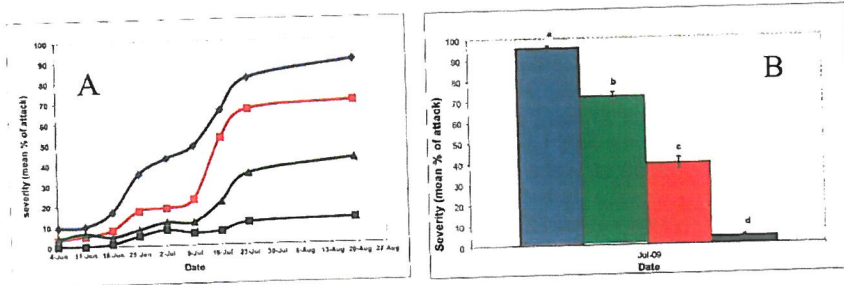 A
severity (mean % of attack)
100
90
80
70
60
50
40
30
20
10
0
4-Jun 11-Jun 18-Jun 25-Jun 2-Jul 9-Jul 16-Jul 23-Jul 30-Jul 6-Aug 13-Aug 20-Aug 27 Aug
Date
B
Severity (mean % of attack)
100
90
80
70
60
50
40
30
20
10
0
a
b
c
d
Jul-09
Date